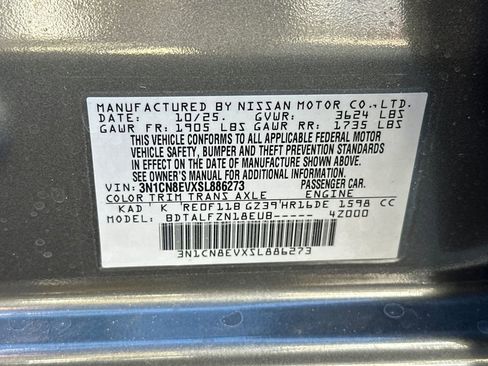 MANUFACTURED BY NISSAN MOTOR CO.,LTD.
DATE: 10/25. GVWR: 3624 LBS
GAWR FR: 1905 LBS GAWR RR: 1735 LBS
THIS VEHICLE CONFORMS TO ALL
APPLICABLE FEDERAL MOTOR
VEHICLE SAFETY, BUMPER AND THEFT
PREVENTION STANDARDS
IN EFFECT ON THE DATE OF
MANUFACTURE SHOWN ABOVE.
SEE OWNER'S MANUAL FOR
ADDITIONAL INFORMATION.
VIN: 3N1CN8EVXSL886273 PASSENGER CAR.
COLOR TRIM TRANS AXLE ENGINE
KAD ' K 'RE0F11B GZ39'HR16DE 1598 CC
MODEL: BDTALFZN18EUB----- 4Z000
3N1CN8EVXSL886273